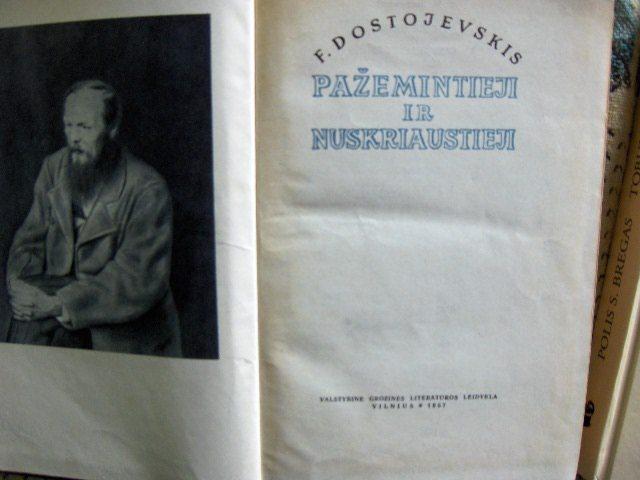 F. DOSTOJEVSKIS
PAŽEMINTIEJI
IR
NUSKRIAUSTIEJI
VALSTYBINĖ GROŽINĖS LITERATŪROS LEIDYKLA
VILNIUS * 1957
POLIS S. BREGAS